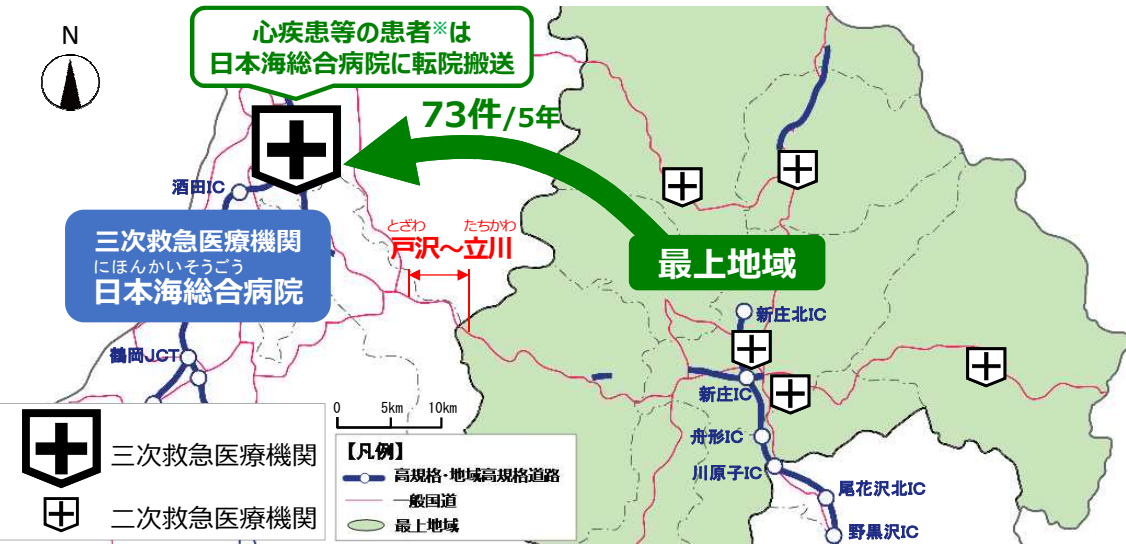 N
心疾患等の患者※は
日本海総合病院に転院搬送
73件/5年
酒田IC
三次救急医療機関
にほんかいそうごう
日本海総合病院
とざわ たちかわ
戸沢～立川
最上地域
新庄北IC
鶴岡JCT
新庄IC
舟形IC
川原子IC
尾花沢北IC
野黒沢IC
三次救急医療機関
二次救急医療機関
0 5km 10km
【凡例】
高規格・地域高規格道路
一般国道
最上地域